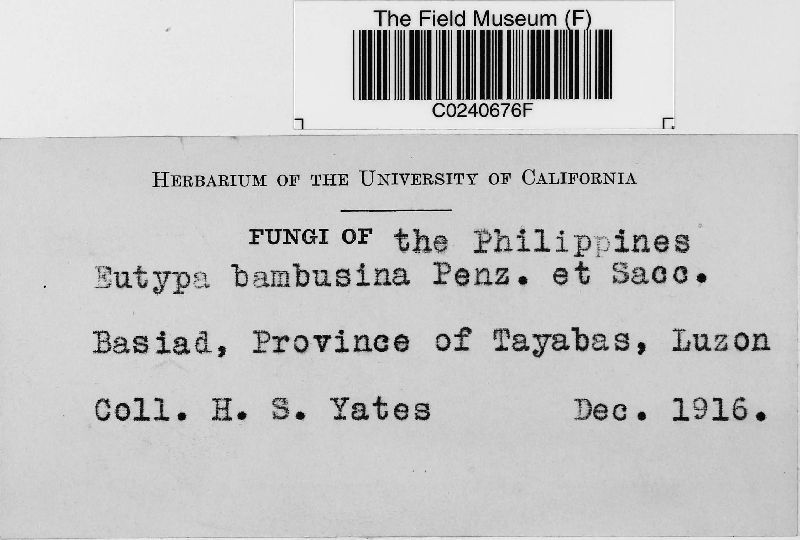 The Field Museum (F)
C0240676F
HERBARIUM OF THE UNIVERSITY OF CALIFORNIA
FUNGI OF the Philippines
Eutypa bambusina Penz. et Sacc.
Basiad, Province of Tayabas, Luzon
Coll. H. S. Yates Dec. 1916.